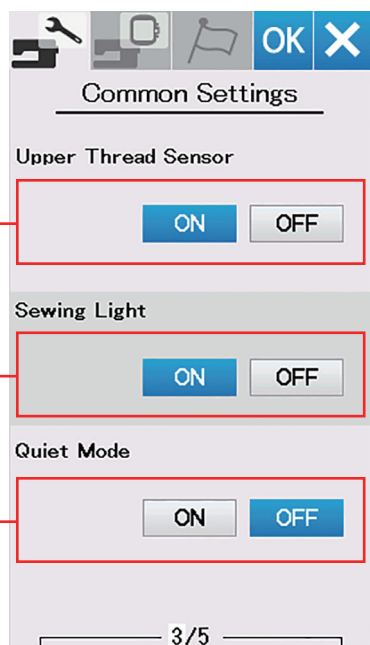 OK
Common Settings
Upper Thread Sensor
ON OFF
Sewing Light
ON OFF
Quiet Mode
ON OFF
3/5